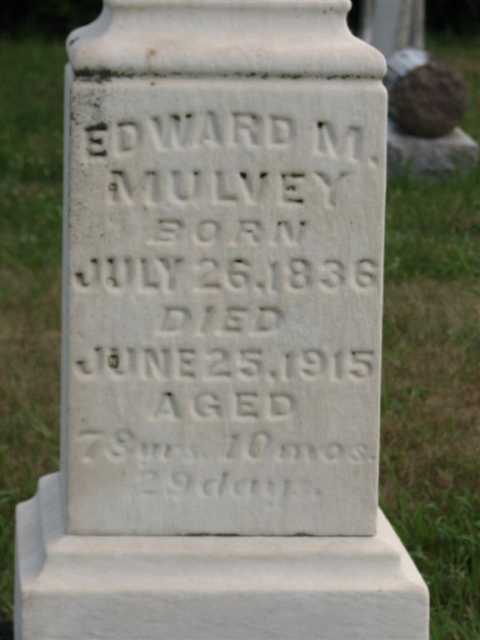 EDWARD M.
MULVEY
BORN
JULY 26, 1836
DIED
JUNE 25, 1915
AGED
78 yrs. 10 mos.
29 days.